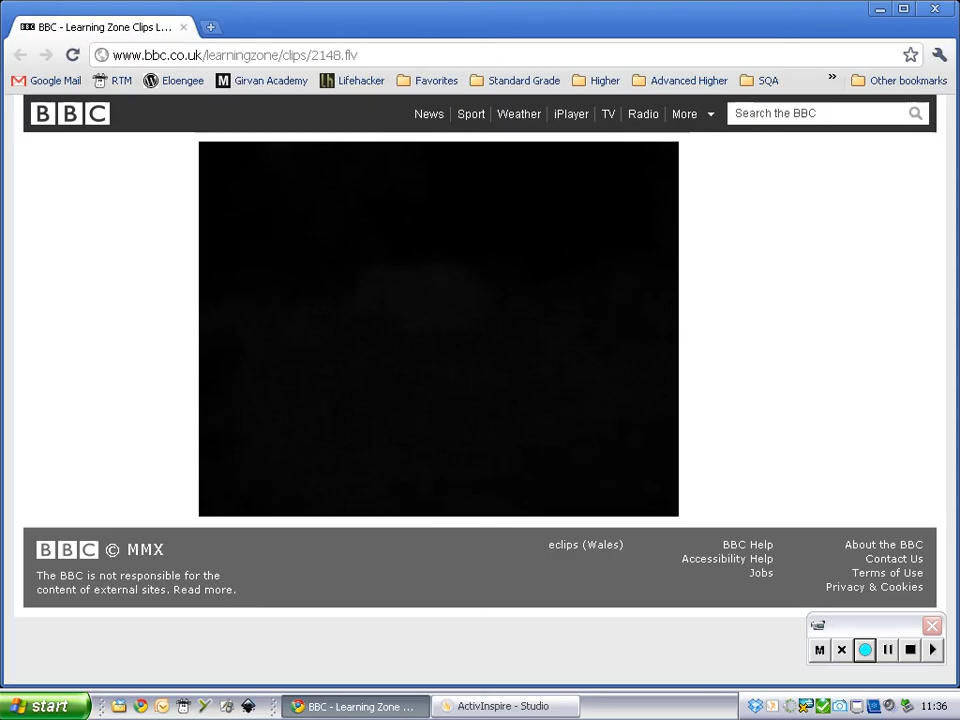 BBC - Learning Zone Clips L...
www.bbc.co.uk/learningzone/clips/2148.flv
Google Mail RTM Eloengee Girvan Academy Lifehacker Favorites Standard Grade Higher Advanced Higher SQA » Other bookmarks
BBC News Sport Weather iPlayer TV Radio More Search the BBC
BBC © MMX
The BBC is not responsible for the
content of external sites. Read more.
eclips (Wales)
BBC Help
Accessibility Help
Jobs
About the BBC
Contact Us
Terms of Use
Privacy & Cookies
M
start BBC - Learning Zone ... ActivInspire - Studio 11:36